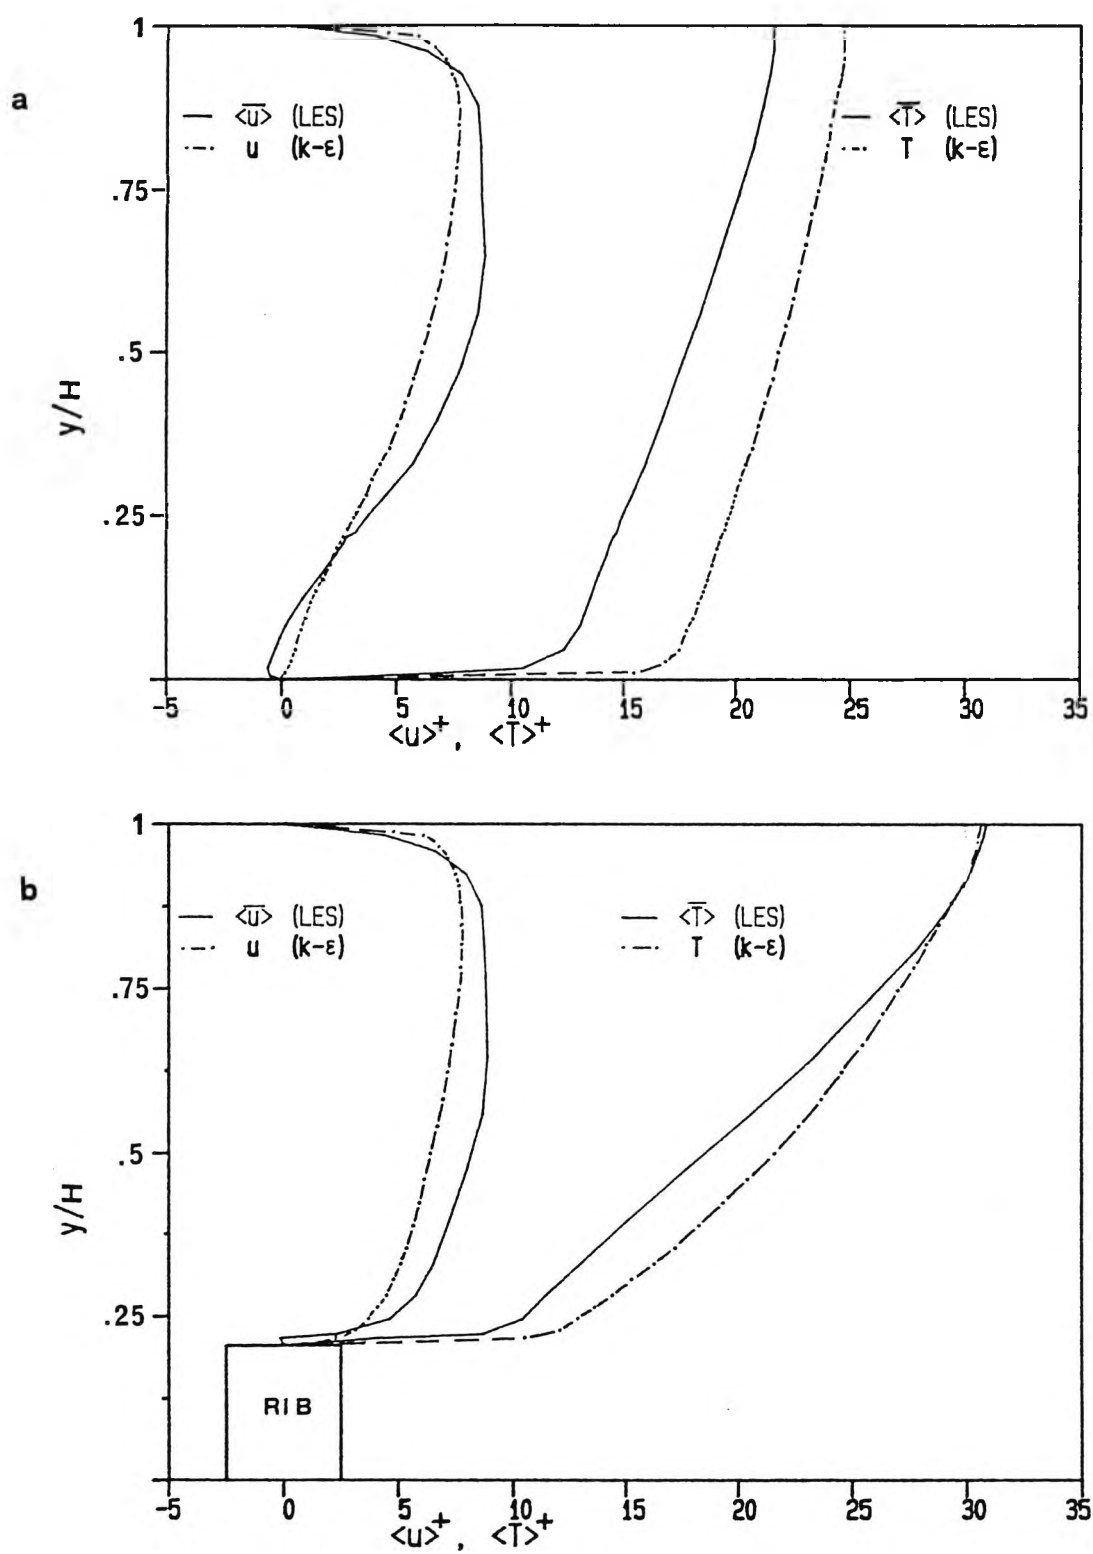 a
1
.75
.5
.25
y/H
<u̅> (LES)
u (k-ε)
<T̅> (LES)
T (k-ε)
-5 0 5 10 15 20 25 30 35
<u>⁺, <T̅>⁺
b
1
.75
.5
.25
y/H
<u̅> (LES)
u (k-ε)
<T̅> (LES)
T (k-ε)
RIB
-5 0 5 10 15 20 25 30 35
<u>⁺, <T̅>⁺